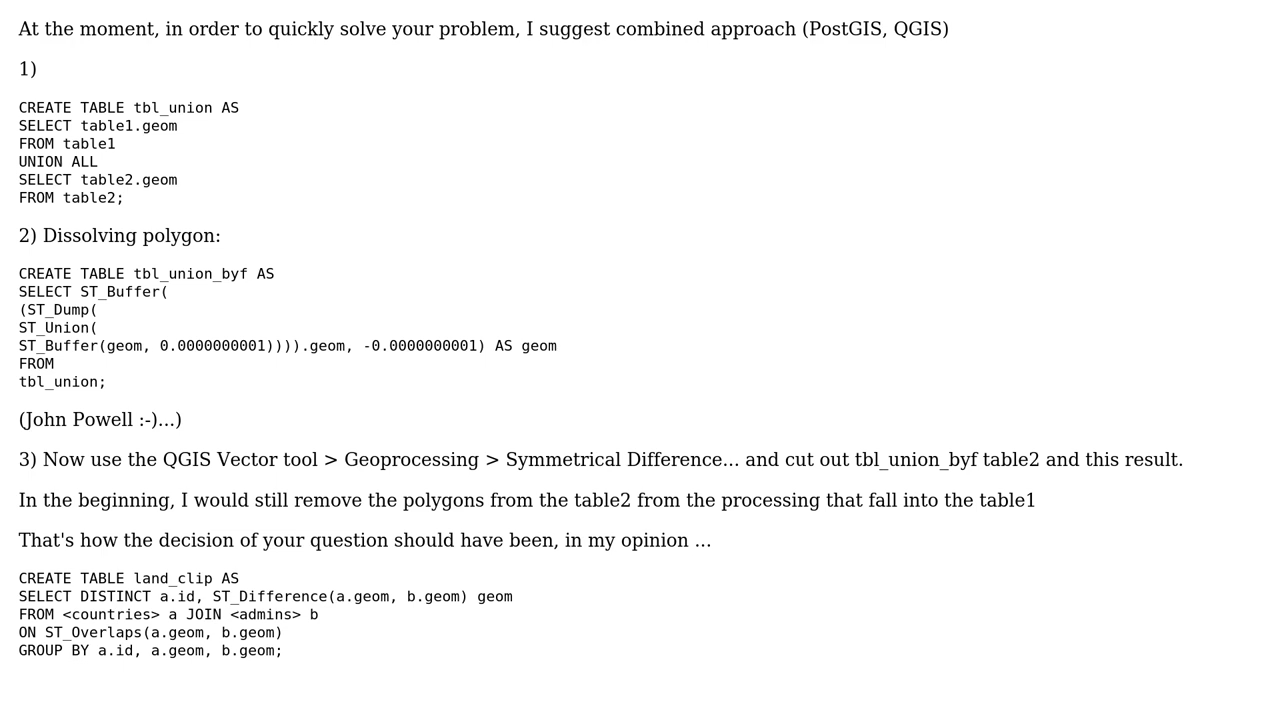 At the moment, in order to quickly solve your problem, I suggest combined approach (PostGIS, QGIS)
1)
CREATE TABLE tbl_union AS
SELECT table1.geom
FROM table1
UNION ALL
SELECT table2.geom
FROM table2;
2) Dissolving polygon:
CREATE TABLE tbl_union_byf AS
SELECT ST_Buffer(
(ST_Dump(
ST_Union(
ST_Buffer(geom, 0.0000000001)))).geom, -0.0000000001) AS geom
FROM
tbl_union;
(John Powell :-)...)
3) Now use the QGIS Vector tool > Geoprocessing > Symmetrical Difference... and cut out tbl_union_byf table2 and this result.
In the beginning, I would still remove the polygons from the table2 from the processing that fall into the table1
That's how the decision of your question should have been, in my opinion ...
CREATE TABLE land_clip AS
SELECT DISTINCT a.id, ST_Difference(a.geom, b.geom) geom
FROM <countries> a JOIN <admins> b
ON ST_Overlaps(a.geom, b.geom)
GROUP BY a.id, a.geom, b.geom;